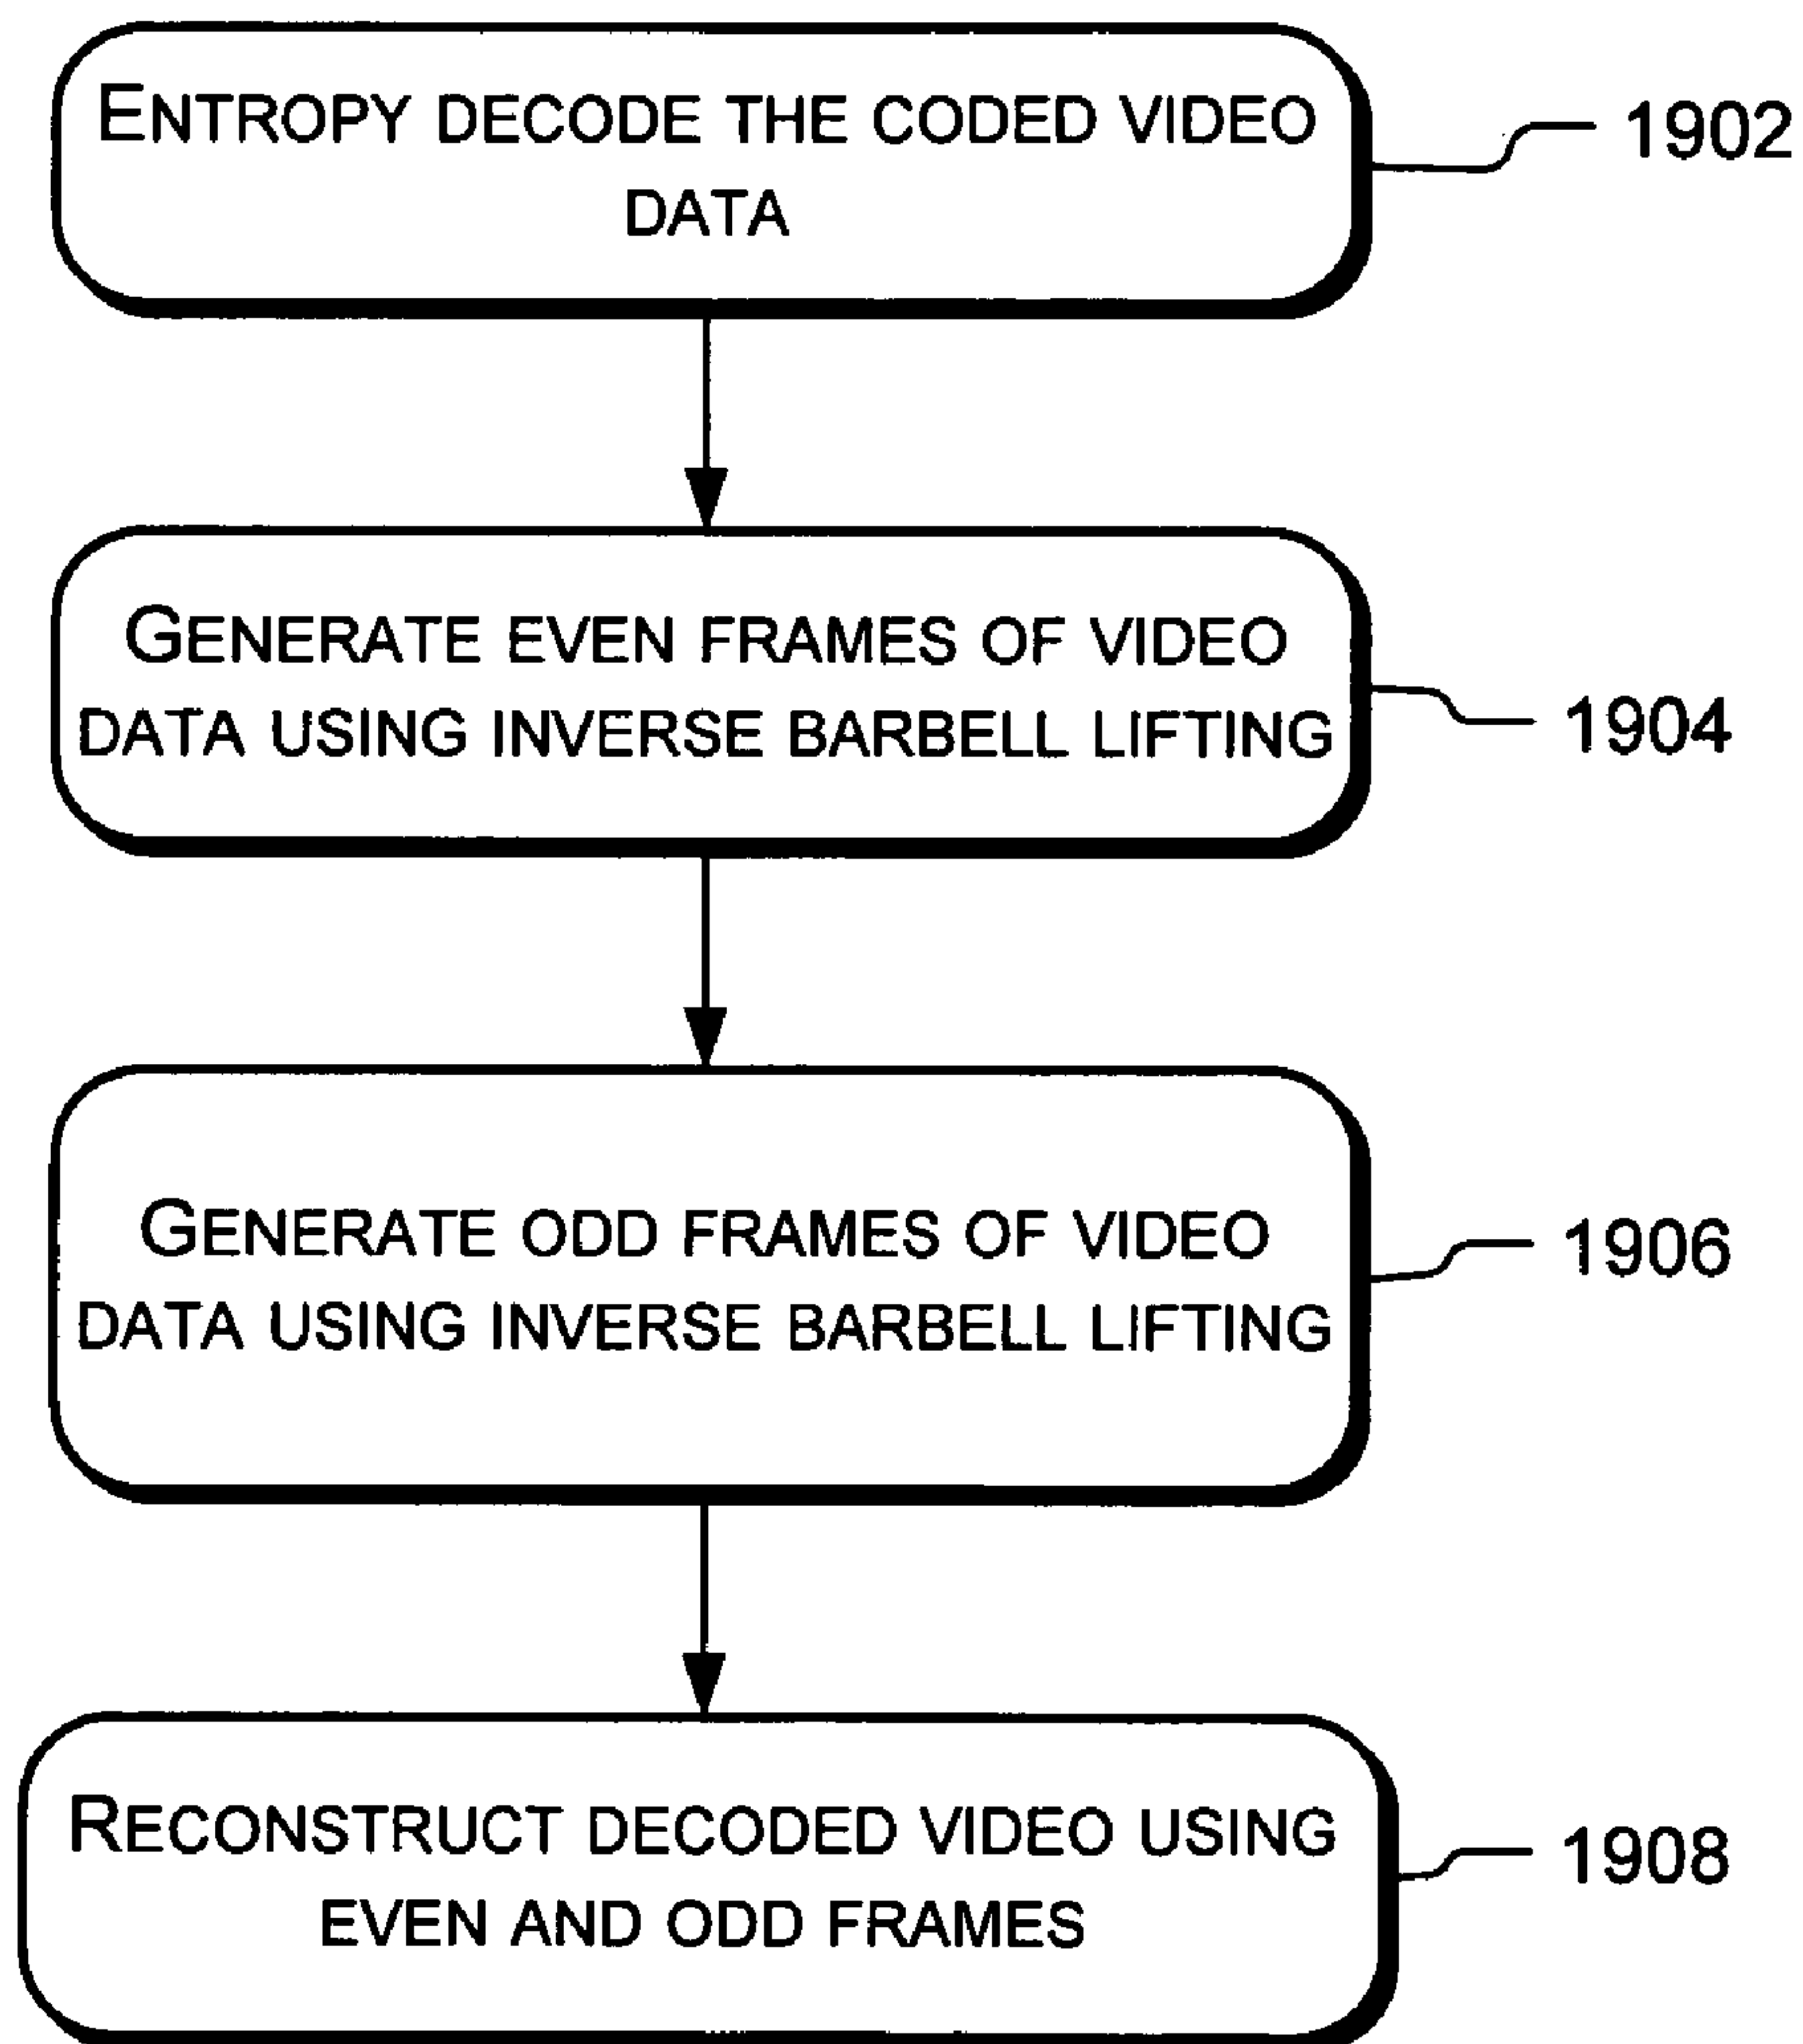 ENTROPY DECODE THE CODED VIDEO
DATA
1902
GENERATE EVEN FRAMES OF VIDEO
DATA USING INVERSE BARBELL LIFTING
1904
GENERATE ODD FRAMES OF VIDEO
DATA USING INVERSE BARBELL LIFTING
1906
RECONSTRUCT DECODED VIDEO USING
EVEN AND ODD FRAMES
1908